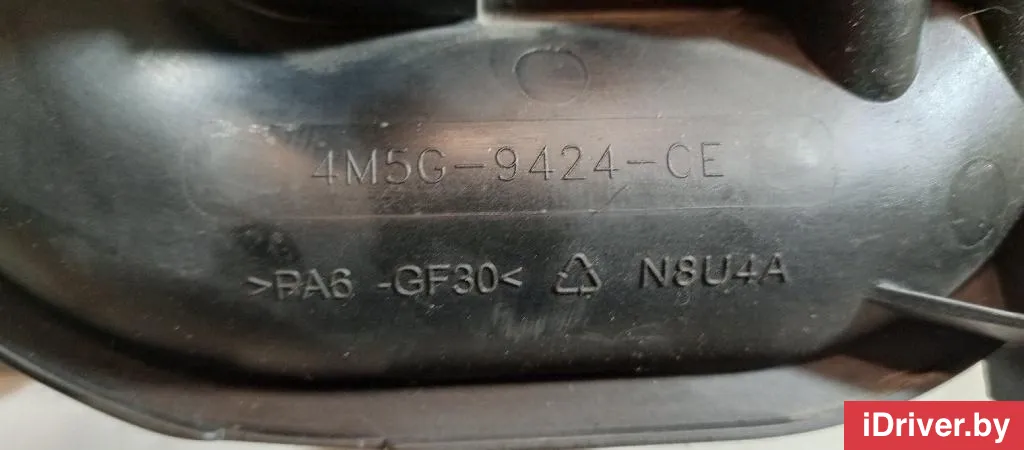 4M5G-9424-CE
>PA6 -GF30< ♺ N8U4A
iDriver.by